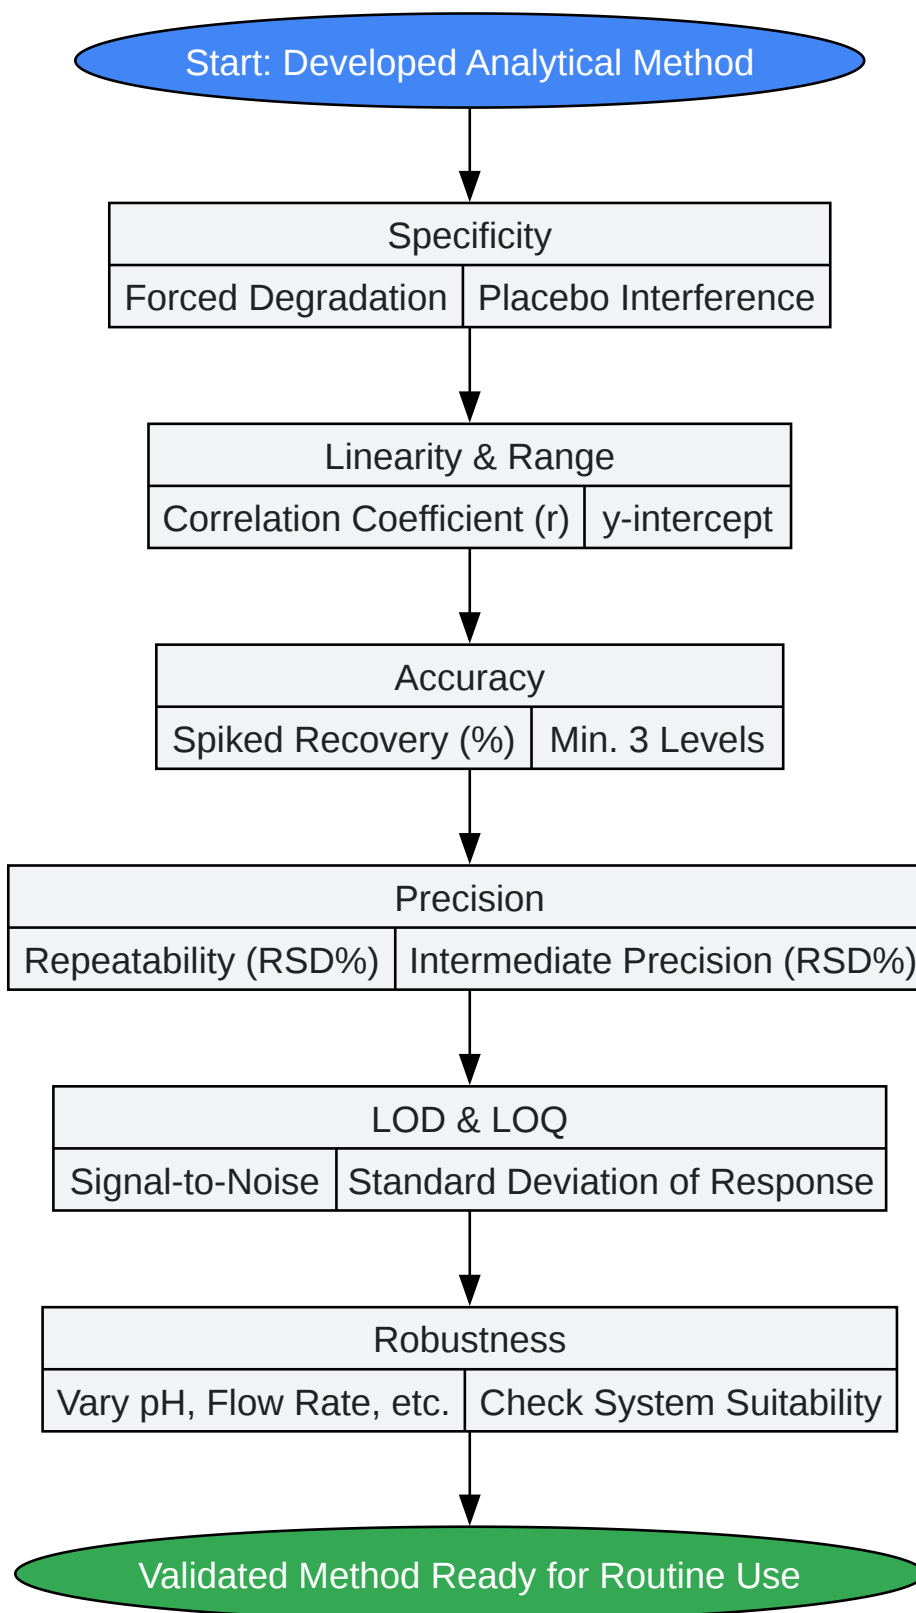 Start: Developed Analytical Method
Specificity
Forced Degradation
Placebo Interference
Linearity & Range
Correlation Coefficient (r)
y-intercept
Accuracy
Spiked Recovery (%)
Min. 3 Levels
Precision
Repeatability (RSD%)
Intermediate Precision (RSD%)
LOD & LOQ
Signal-to-Noise
Standard Deviation of Response
Robustness
Vary pH, Flow Rate, etc.
Check System Suitability
Validated Method Ready for Routine Use